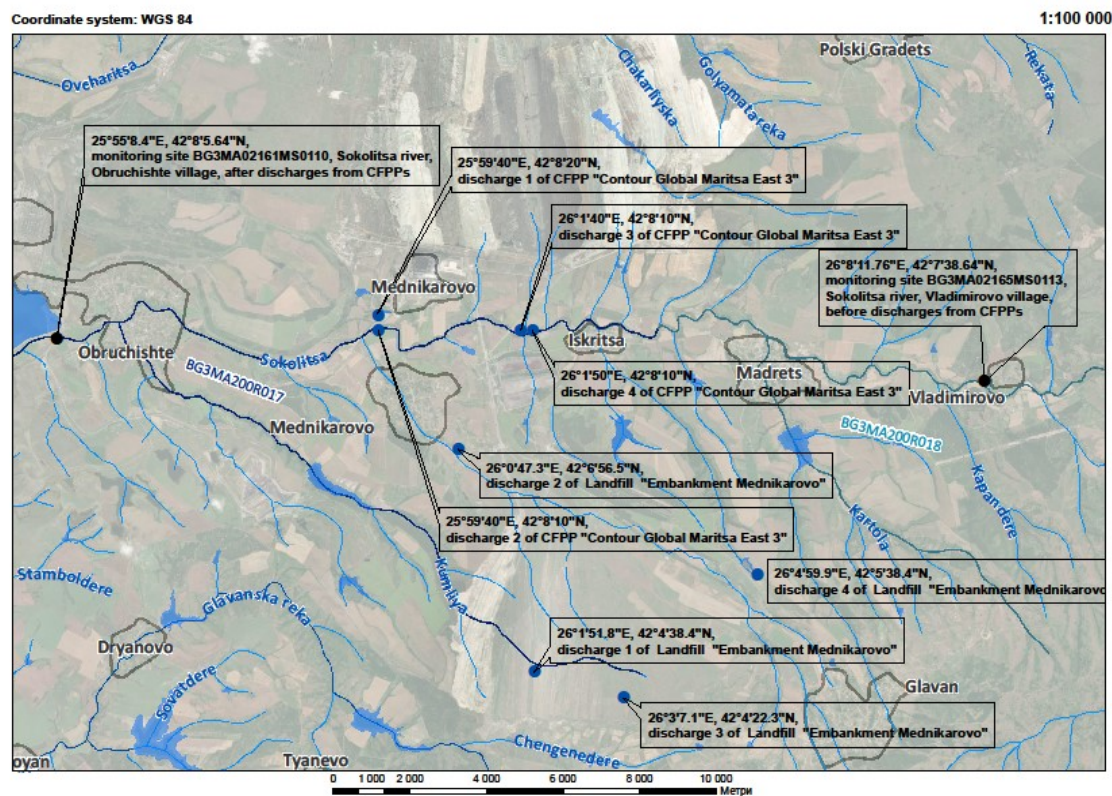 Coordinate system: WGS 84
1:100 000
Polski Gradets
Ovcharitsa
Chakarliyska
Golyamatareka
Rekata
25°55'8.4"E, 42°8'5.64"N,
monitoring site BG3MA02161MS0110, Sokolitsa river,
Obruchishte village, after discharges from CFPPs
25°59'40"E, 42°8'20"N,
discharge 1 of CFPP "Contour Global Maritsa East 3"
26°1'40"E, 42°8'10"N,
discharge 3 of CFPP "Contour Global Maritsa East 3"
26°8'11.76"E, 42°7'38.64"N,
monitoring site BG3MA02165MS0113,
Sokolitsa river, Vladimirovo village,
before discharges from CFPPs
Mednikarovo
Iskritsa
Obruchishte
Sokolitsa
BG3MA200R017
26°1'50"E, 42°8'10"N,
discharge 4 of CFPP "Contour Global Maritsa East 3"
Madrets
Vladimirovo
Mednikarovo
BG3MA200R018
26°0'47.3"E, 42°6'56.5"N,
discharge 2 of Landfill "Embankment Mednikarovo"
Kapandere
25°59'40"E, 42°8'10"N,
discharge 2 of CFPP "Contour Global Maritsa East 3"
Kartola
Stamboldere
Glavanska reka
Kumliya
26°4'59.9"E, 42°5'38.4"N,
discharge 4 of Landfill "Embankment Mednikarovo
Dryanovo
Sovatdere
26°1'51.8"E, 42°4'38.4"N,
discharge 1 of Landfill "Embankment Mednikarovo"
Glavan
26°3'7.1"E, 42°4'22.3"N,
discharge 3 of Landfill "Embankment Mednikarovo"
oyan
Tyanevo
Chengenedere
0 1 000 2 000 4 000 6 000 8 000 10 000
Метри